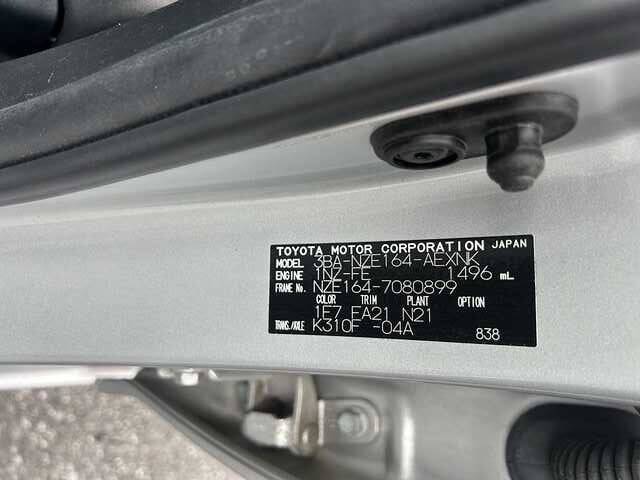 TOYOTA MOTOR CORPORATION JAPAN
MODEL 3BA-NZE164-AEXNK
ENGINE 1NZ-FE 1496 mL
FRAME No. NZE164-7080899
COLOR TRIM PLANT OPTION
1E7 EA21 N21
TRANS./AXLE K310F -04A
838